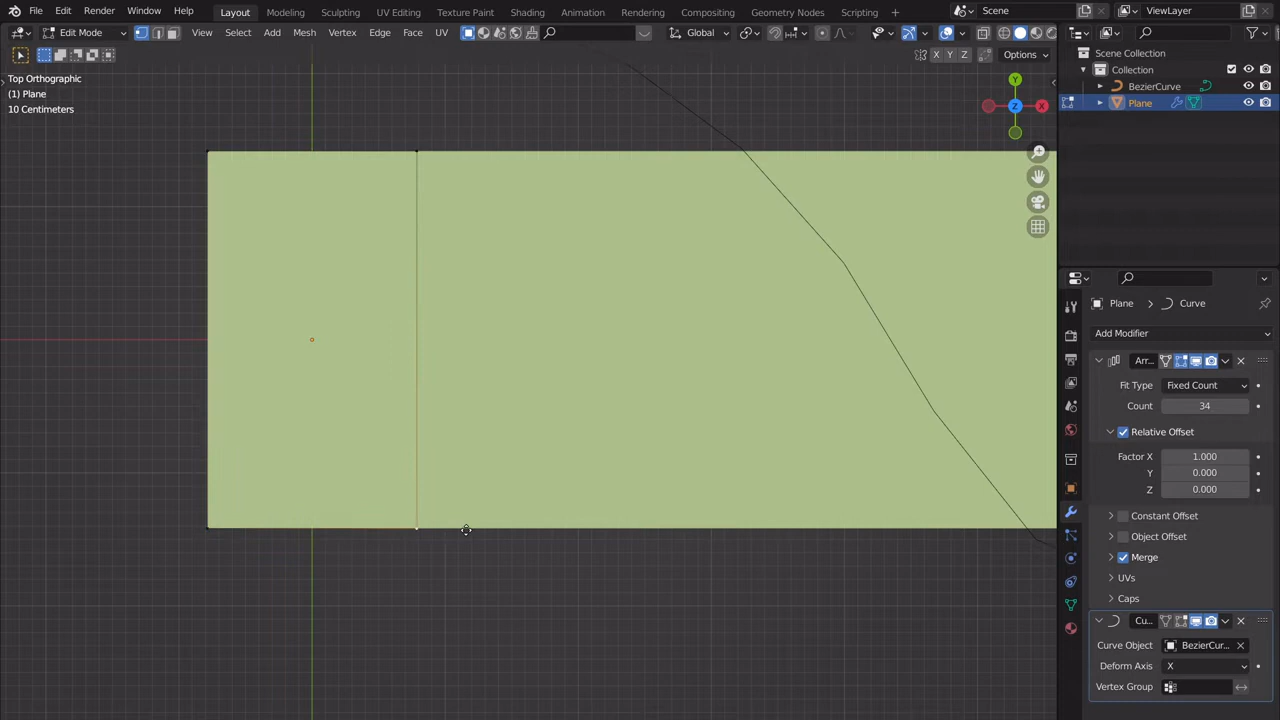 File Edit Render Window Help Layout Modeling Sculpting UV Editing Texture Paint Shading Animation Rendering Compositing Geometry Nodes Scripting + Scene ViewLayer
Edit Mode View Select Add Mesh Vertex Edge Face UV Global
X Y Z Options
Top Orthographic
(1) Plane
10 Centimeters
Y
X
Z
Scene Collection
Collection
BezierCurve
Plane
Plane > Curve
Add Modifier
Arr...
Fit Type Fixed Count
Count 34
Relative Offset
Factor X 1.000
Y 0.000
Z 0.000
Constant Offset
Object Offset
Merge
UVs
Caps
Cu...
Curve Object BezierCur...
Deform Axis X
Vertex Group